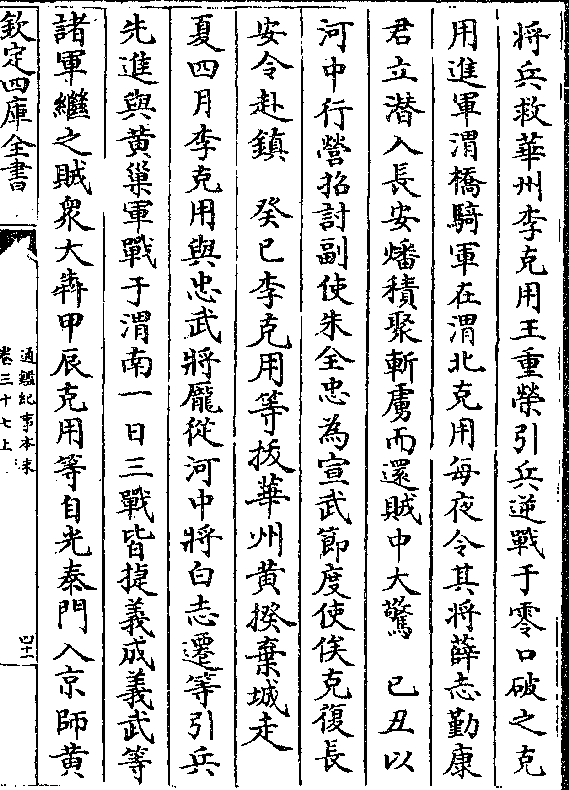 将兵救華州李克用王重榮引兵逆戰于零口破之克
用進軍渭橋騎軍在渭北克用每夜令其將薛志勤康
君立潜入長安燔積聚斬虜而還賊中大驚　己丑以
河中行營招討副使朱全忠為宣武節度使俟克復長
安令赴鎮　癸巳李克用等拔華州黄揆棄城走
夏四月李克用與忠武將龎從河中將白志遷等引兵
先進與黄巢軍戰于渭南一日三戰皆捷義成義武等
諸軍繼之賊衆大奔甲辰克用等自光泰門入京師黄
欽定四庫全書
通鑑紀事本末
卷三十七上
四十二